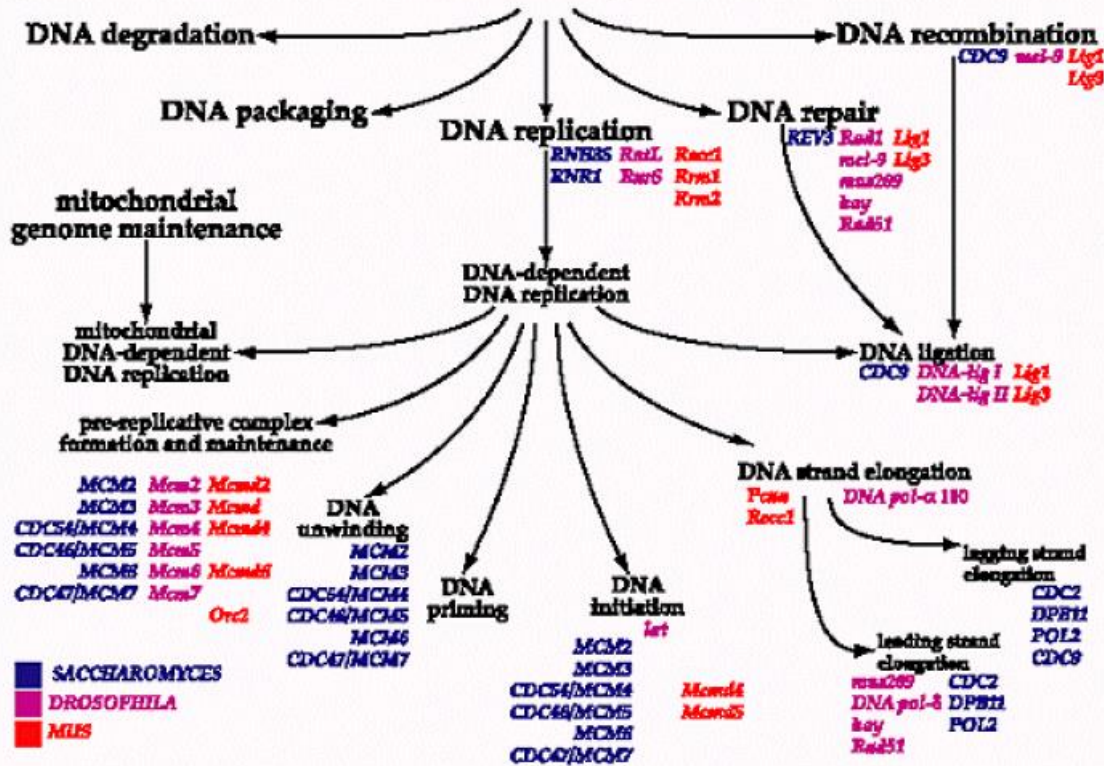 DNA degradation
DNA recombination
CDC9 mei-9 Lig1
Lig3
DNA packaging
DNA repair
REV3 Rad1 Lig1
mei-9 Lig3
mus209
hay
Rad51
DNA replication
RNH35 RnrL Recc1
RNR1 RnrS Rrm1
Rrm2
mitochondrial
genome maintenance
DNA-dependent
DNA replication
mitochondrial
DNA-dependent
DNA replication
DNA ligation
CDC9 DNA-lig I Lig1
DNA-lig II Lig3
pre-replicative complex
formation and maintenance
MCM2 Mcm2 Mcmd2
MCM3 Mcm3 Mcmd
CDC54/MCM4 Mcm4 Mcmd4
CDC46/MCM5 Mcm5
MCM6 Mcm6 Mcmd6
CDC47/MCM7 Mcm7
Orc2
DNA
unwinding
MCM2
MCM3
CDC54/MCM4
CDC46/MCM5
MCM6
CDC47/MCM7
DNA
priming
DNA
initiation
lat
MCM2
MCM3
CDC54/MCM4 Mcmd4
CDC46/MCM5 Mcmd5
MCM6
CDC47/MCM7
DNA strand elongation
Pcna DNA pol-α 180
Recc1
lagging strand
elongation
CDC2
DPB11
POL2
CDC9
leading strand
elongation
mus209 CDC2
DNA pol-δ DPB11
hay POL2
Rad51
SACCHAROMYCES
DROSOPHILA
MUS